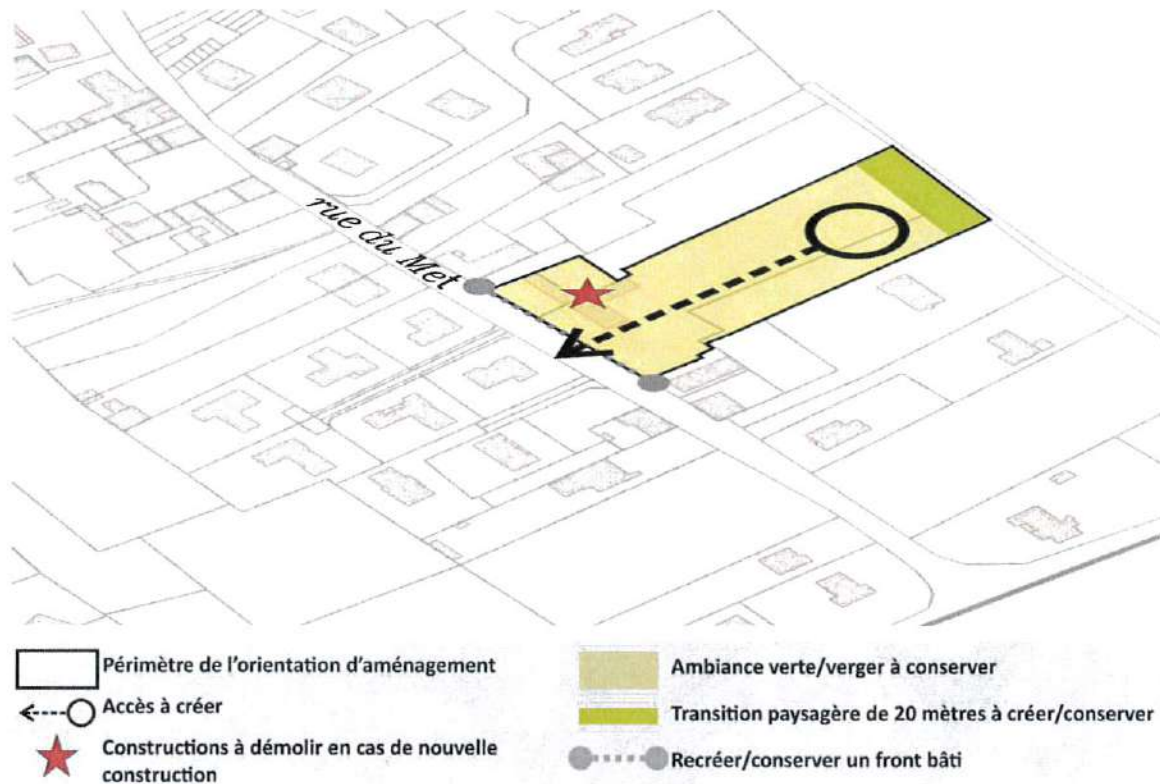 rue du Met
Périmètre de l'orientation d'aménagement
Accès à créer
Constructions à démolir en cas de nouvelle
construction
Ambiance verte/verger à conserver
Transition paysagère de 20 mètres à créer/conserver
Recréer/conserver un front bâti